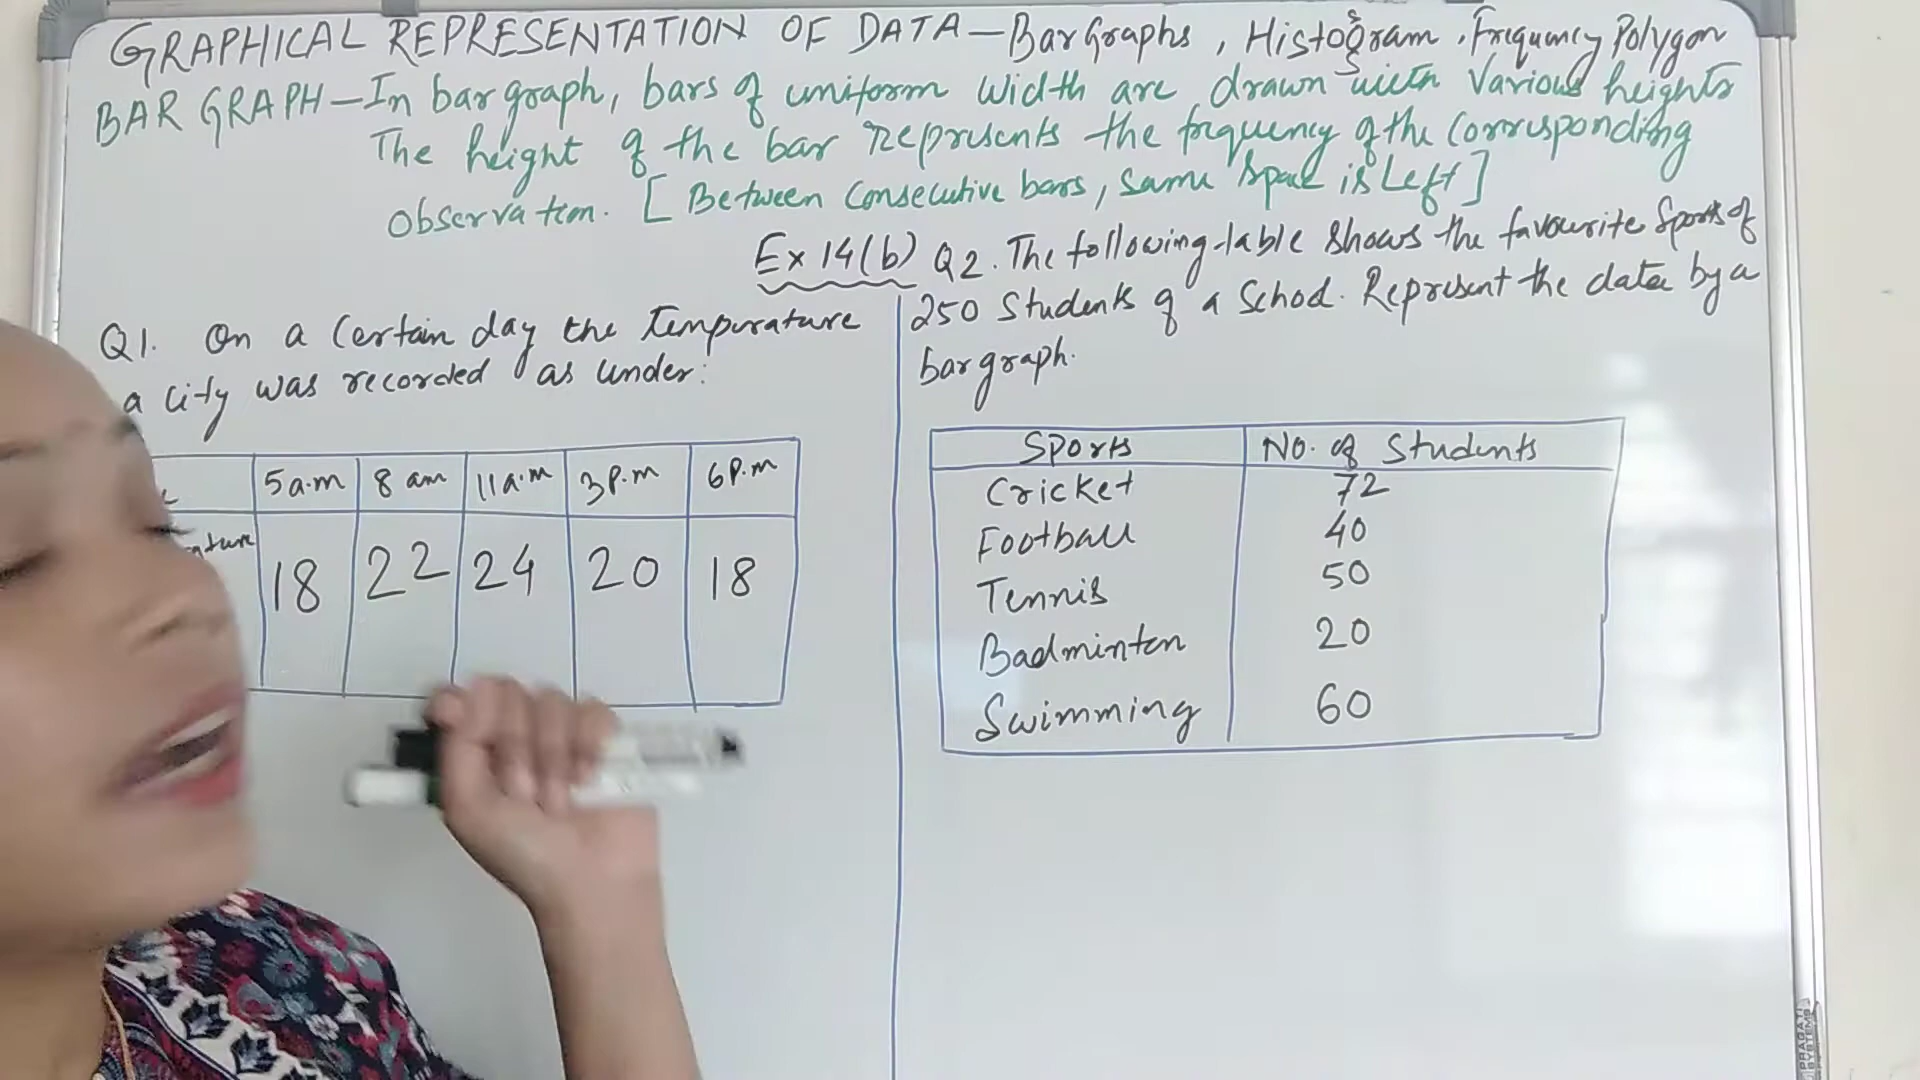 GRAPHICAL REPRESENTATION OF DATA - Bar Graphs, Histogram, Frequency Polygon
BAR GRAPH - In bar graph, bars of uniform width are drawn with various heights
The height of the bar represents the frequency of the corresponding
observation. [Between consecutive bars, same space is Left]
Ex 14(b)
Q1. On a certain day the temperature
a city was recorded as under:
5 a.m 8 am 11 a.m 3 p.m 6 P.m
18 22 24 20 18
Q2. The following table shows the favourite sports of
250 students of a school. Represent the data by a
bar graph.
Sports No. of Students
Cricket 72
Football 40
Tennis 50
Badminton 20
Swimming 60